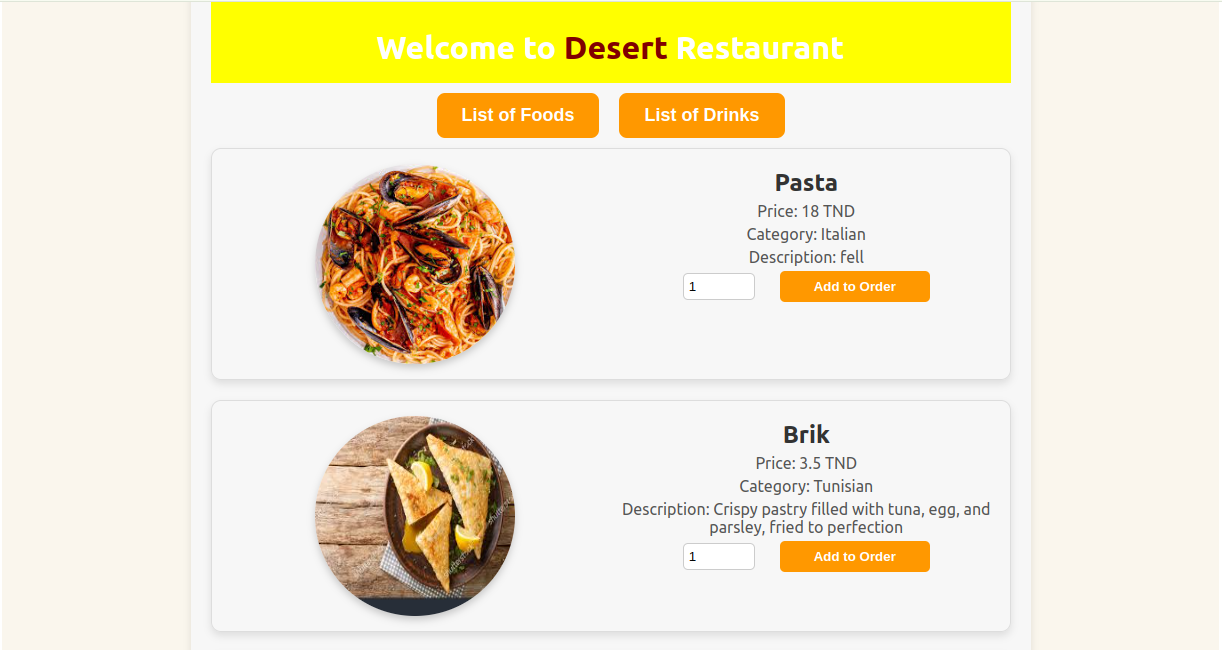 Welcome to Desert Restaurant
List of Foods
List of Drinks
Pasta
Price: 18 TND
Category: Italian
Description: fell
1
Add to Order
Brik
Price: 3.5 TND
Category: Tunisian
Description: Crispy pastry filled with tuna, egg, and
parsley, fried to perfection
1
Add to Order